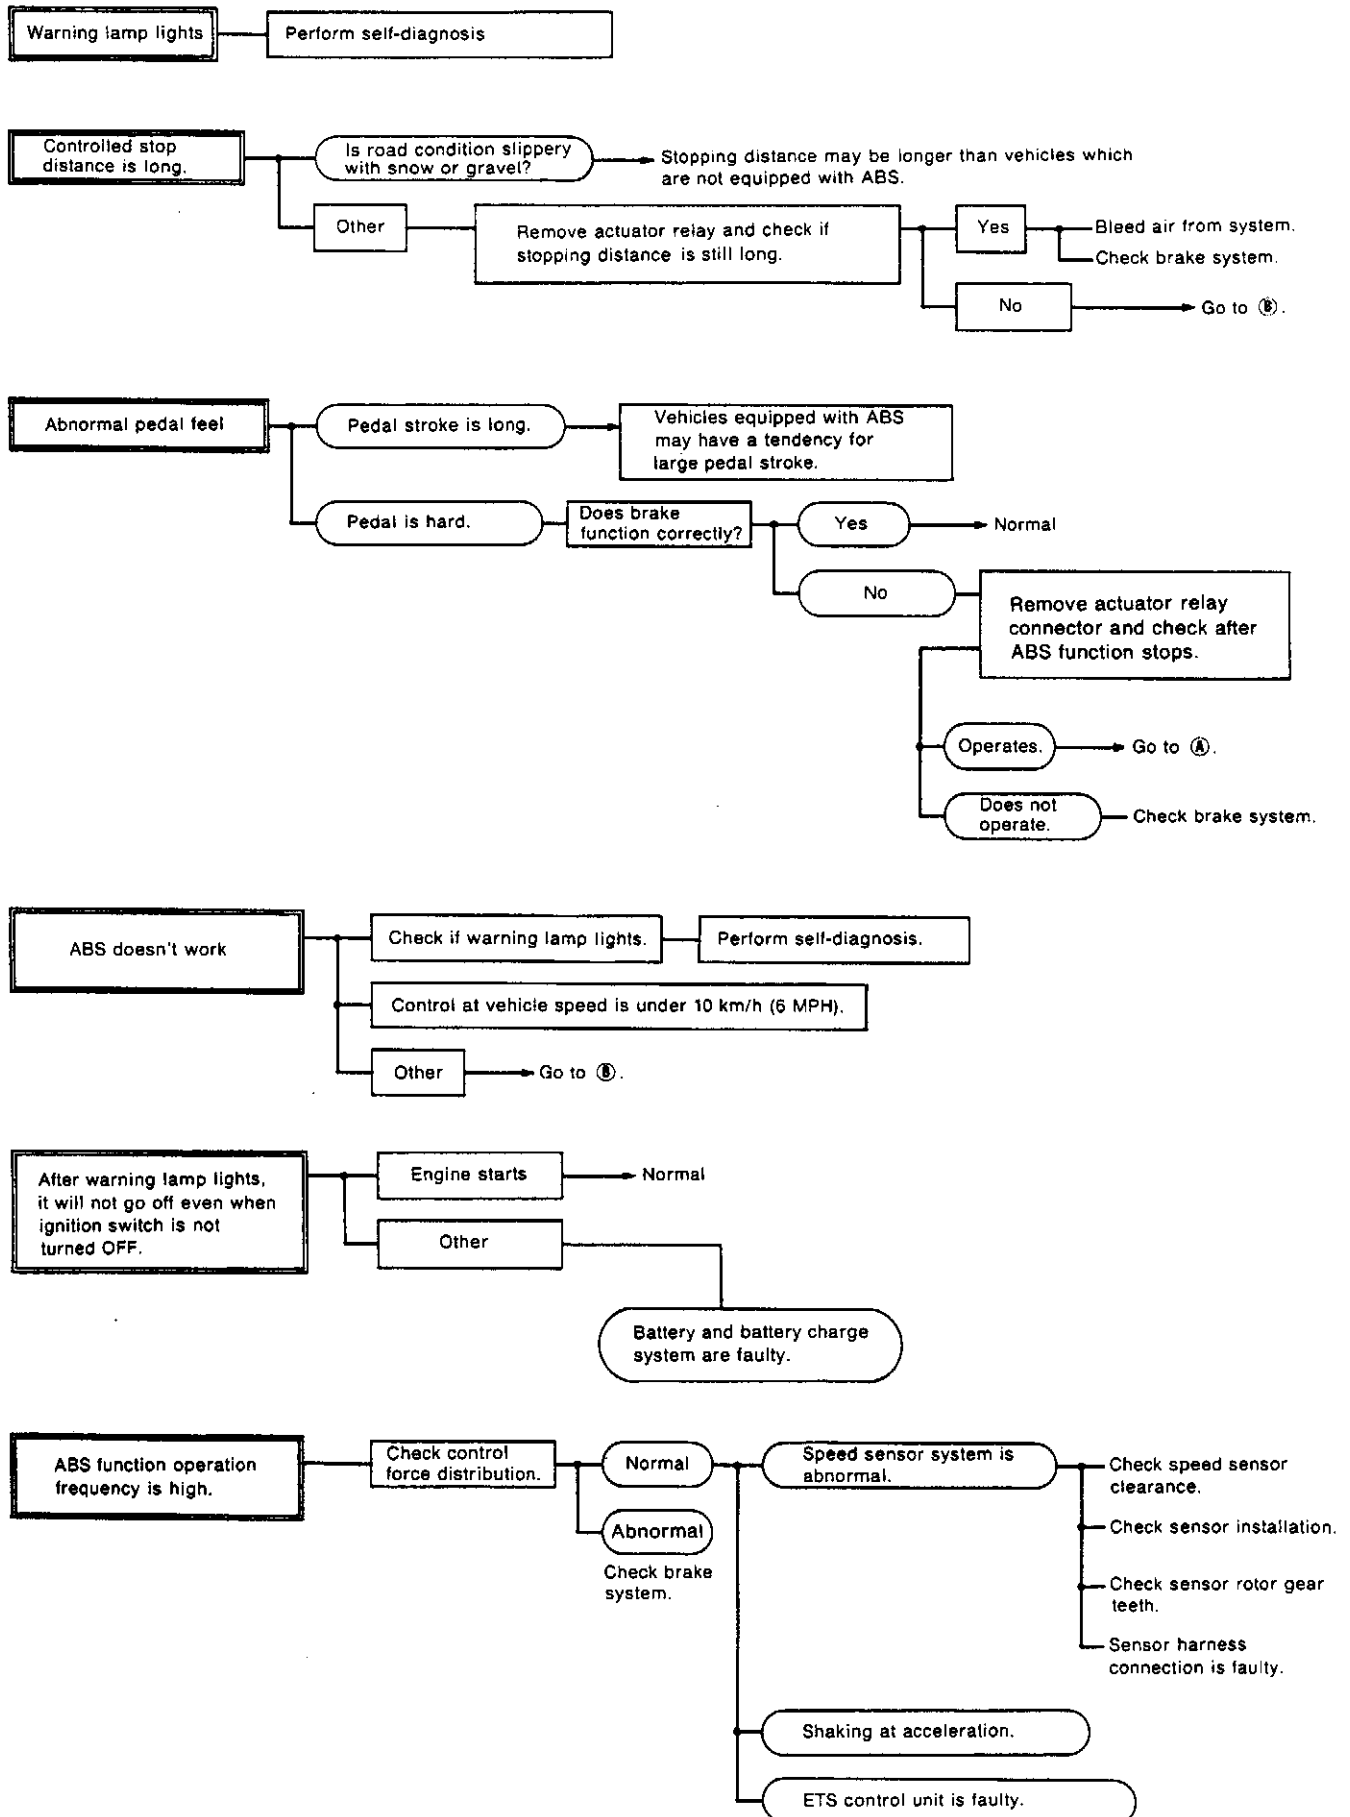 Warning lamp lights
Perform self-diagnosis
Controlled stop
distance is long.
Is road condition slippery
with snow or gravel?
Stopping distance may be longer than vehicles which
are not equipped with ABS.
Other
Remove actuator relay and check if
stopping distance is still long.
Yes
Bleed air from system.
Check brake system.
No
Go to Ⓑ.
Abnormal pedal feel
Pedal stroke is long.
Vehicles equipped with ABS
may have a tendency for
large pedal stroke.
Pedal is hard.
Does brake
function correctly?
Yes
Normal
No
Remove actuator relay
connector and check after
ABS function stops.
Operates.
Go to Ⓐ.
Does not
operate.
Check brake system.
ABS doesn't work
Check if warning lamp lights.
Perform self-diagnosis.
Control at vehicle speed is under 10 km/h (6 MPH).
Other
Go to Ⓑ.
After warning lamp lights,
it will not go off even when
ignition switch is not
turned OFF.
Engine starts
Normal
Other
Battery and battery charge
system are faulty.
ABS function operation
frequency is high.
Check control
force distribution.
Normal
Abnormal
Check brake
system.
Speed sensor system is
abnormal.
Check speed sensor
clearance.
Check sensor installation.
Check sensor rotor gear
teeth.
Sensor harness
connection is faulty.
Shaking at acceleration.
ETS control unit is faulty.